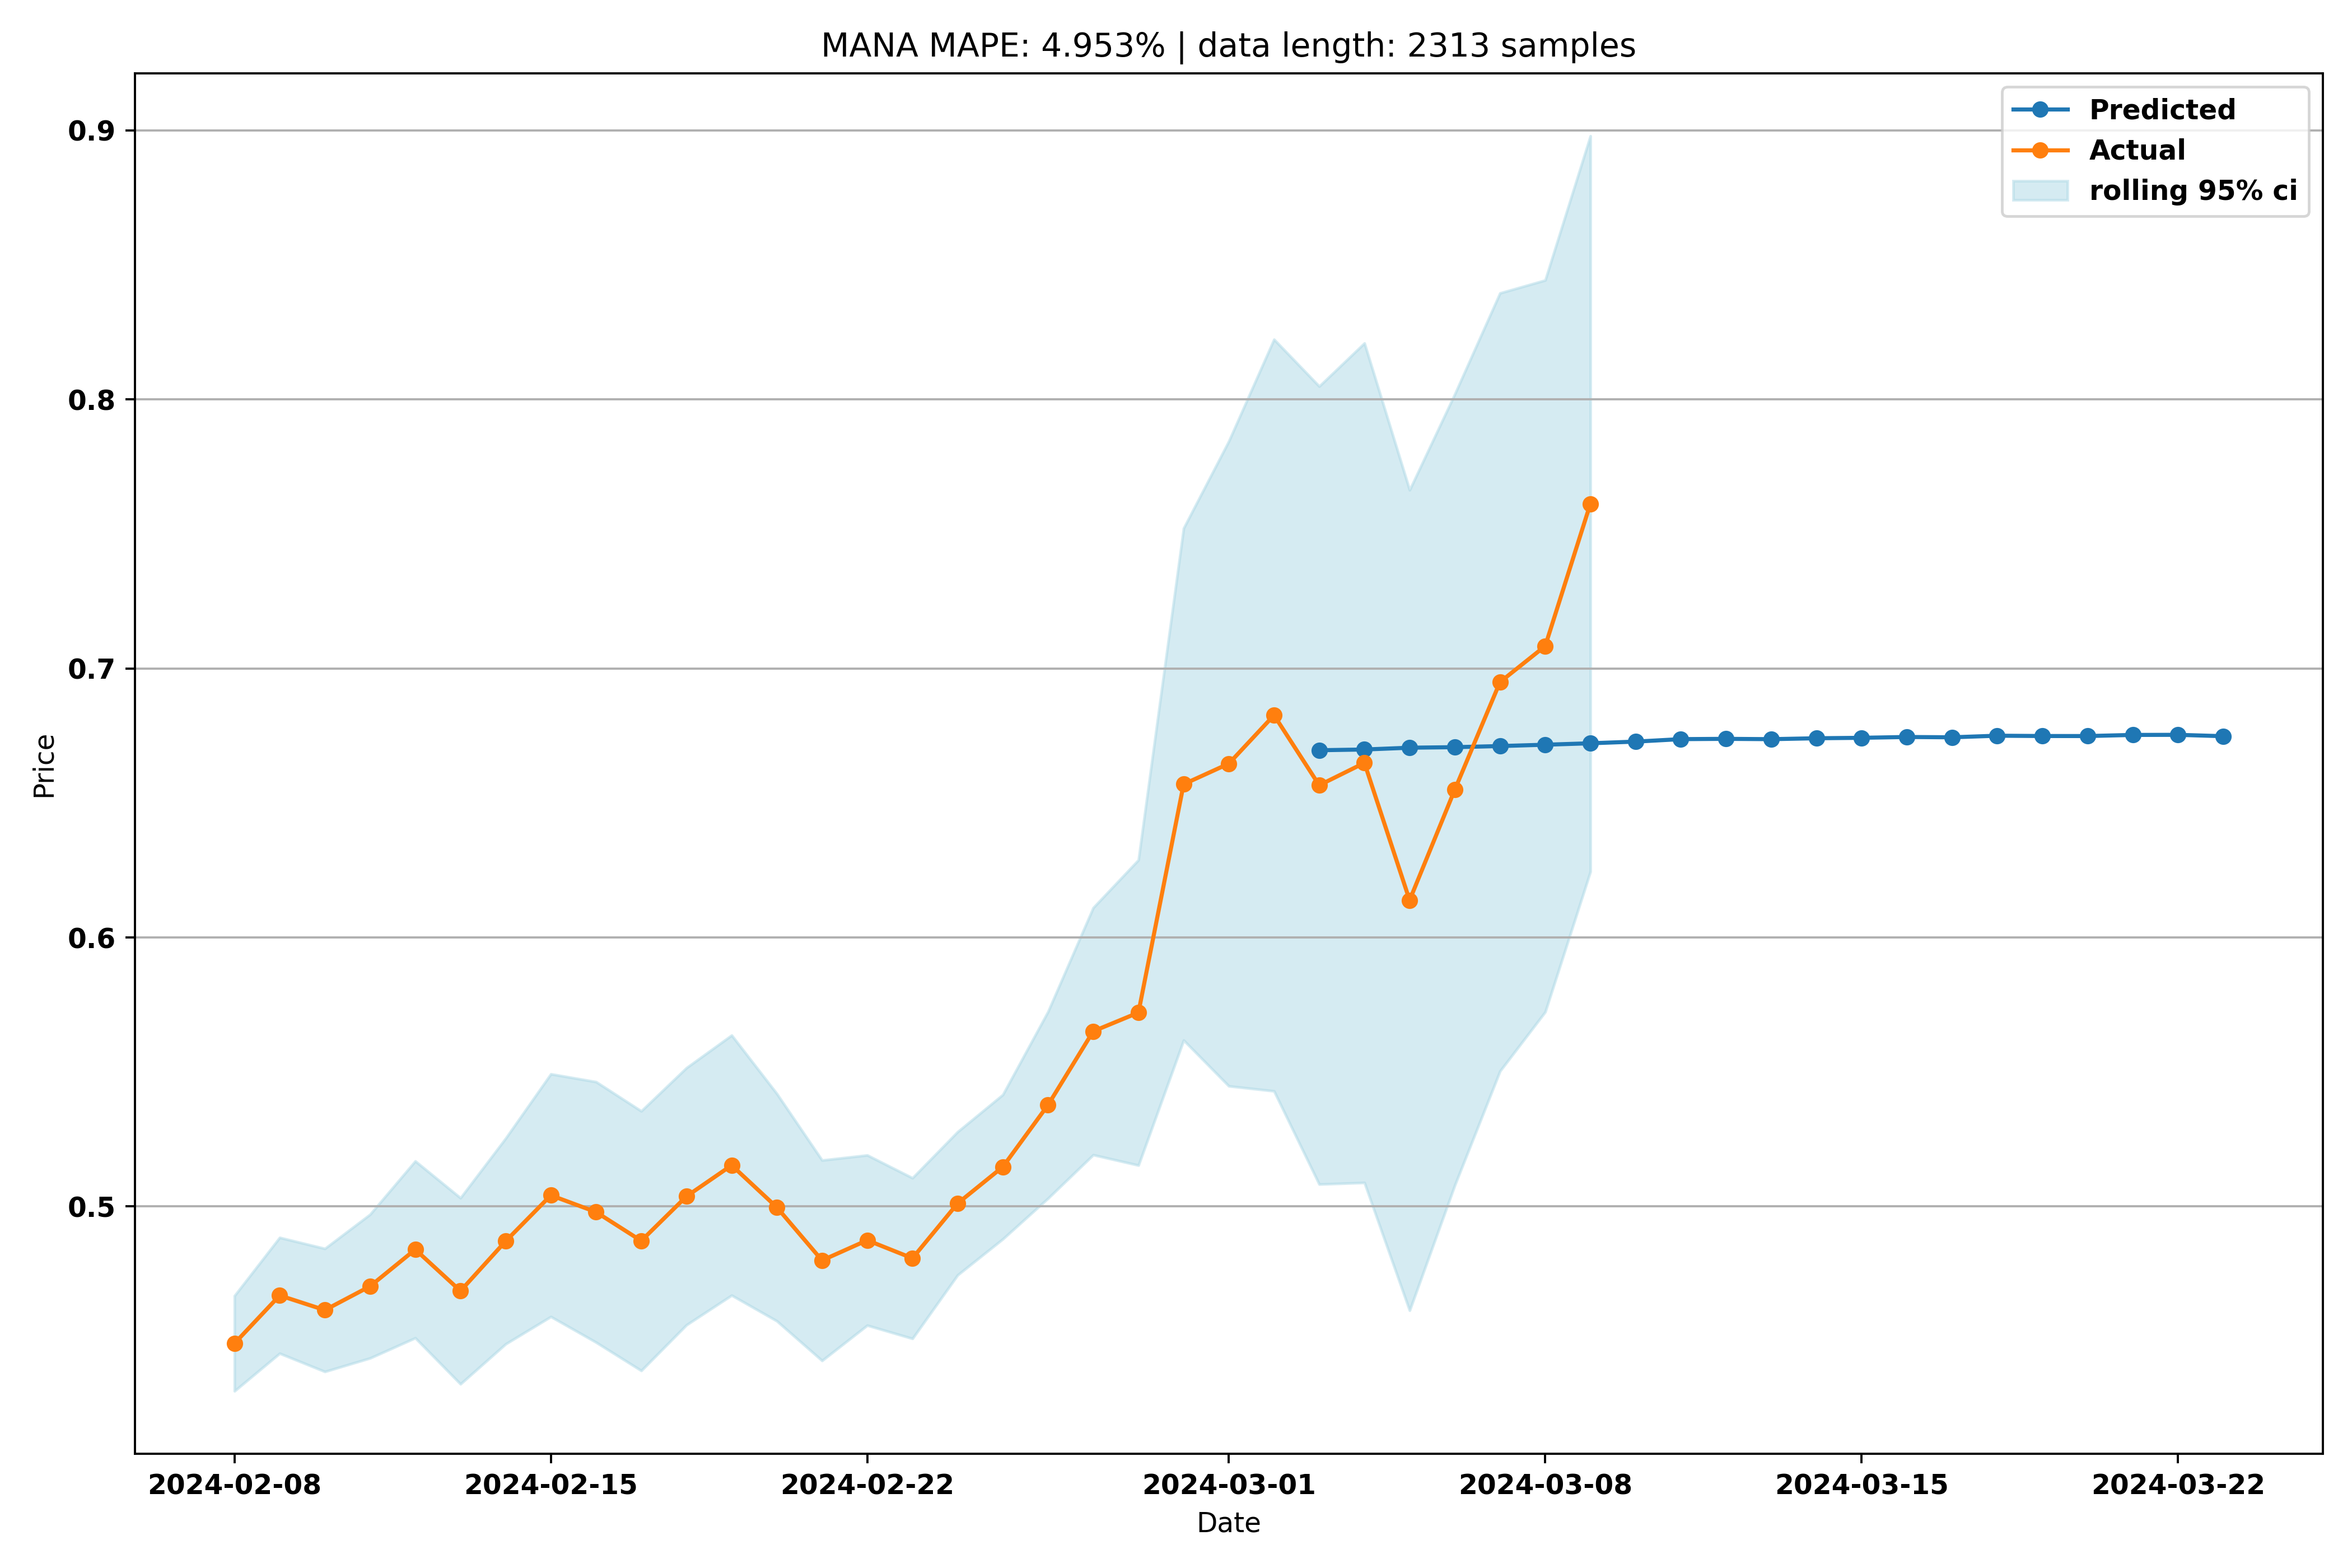 MANA MAPE: 4.953% | data length: 2313 samples
Predicted
Actual
rolling 95% ci
0.9
0.8
0.7
0.6
0.5
Price
2024-02-08 2024-02-15 2024-02-22 2024-03-01 2024-03-08 2024-03-15 2024-03-22
Date